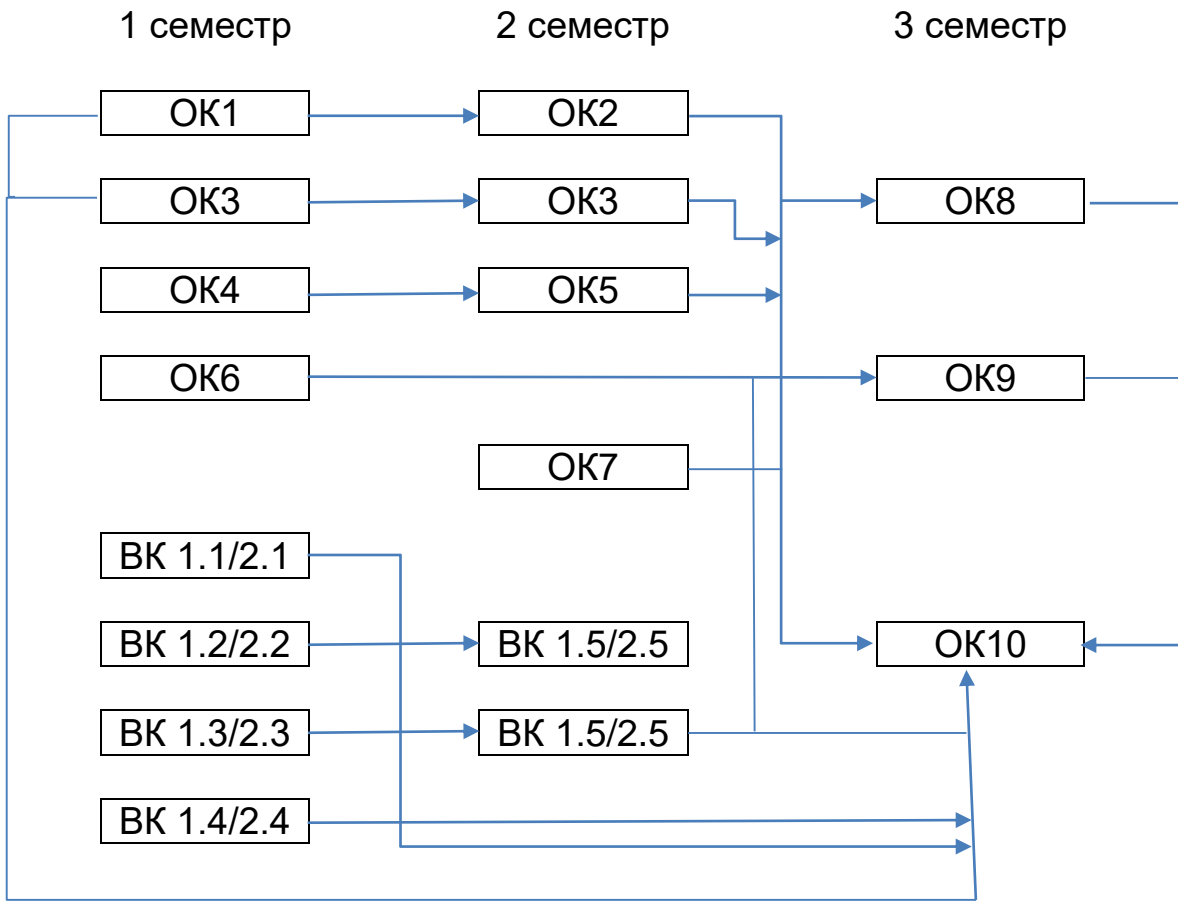 1 семестр 2 семестр 3 семестр
ОК1 ОК2
ОК3 ОК3 ОК8
ОК4 ОК5
ОК6 ОК9
ОК7
ВК 1.1/2.1
ВК 1.2/2.2 ВК 1.5/2.5 ОК10
ВК 1.3/2.3 ВК 1.5/2.5
ВК 1.4/2.4